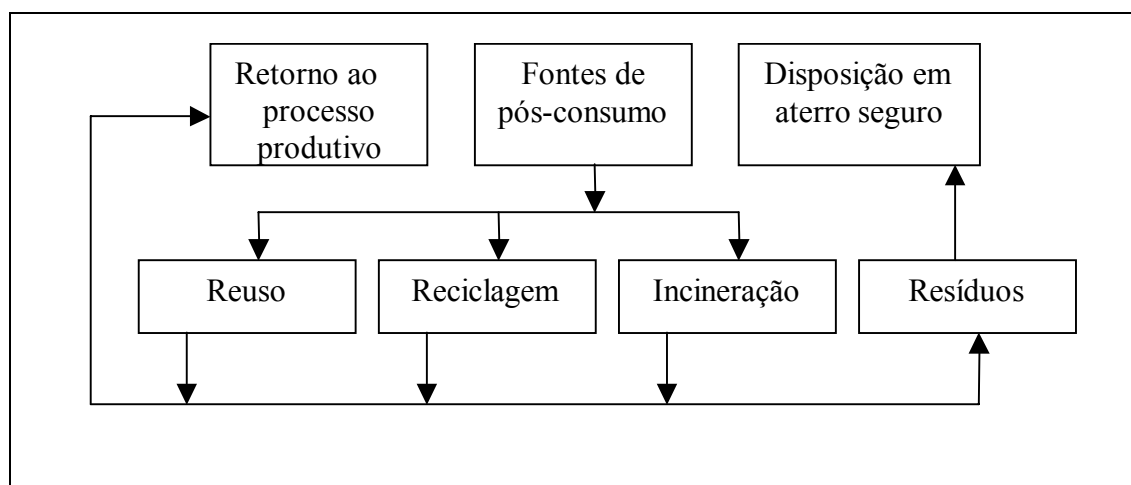 Retorno ao
processo
produtivo
Fontes de
pós-consumo
Disposição em
aterro seguro
Reuso
Reciclagem
Incineração
Resíduos